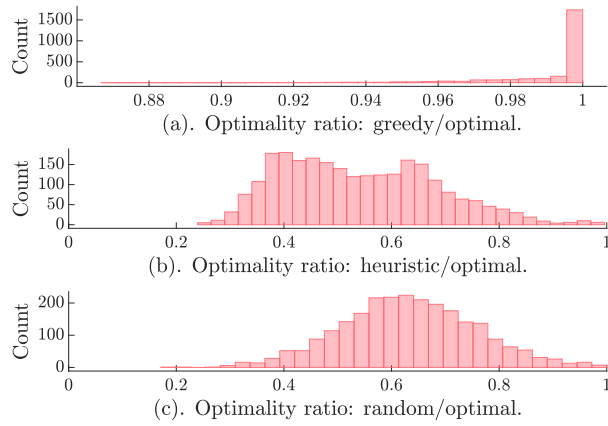 Count
1500
1000
500
0
0.88 0.9 0.92 0.94 0.96 0.98 1
(a). Optimality ratio: greedy/optimal.
Count
150
100
50
0
0 0.2 0.4 0.6 0.8 1
(b). Optimality ratio: heuristic/optimal.
Count
200
100
0
0 0.2 0.4 0.6 0.8 1
(c). Optimality ratio: random/optimal.